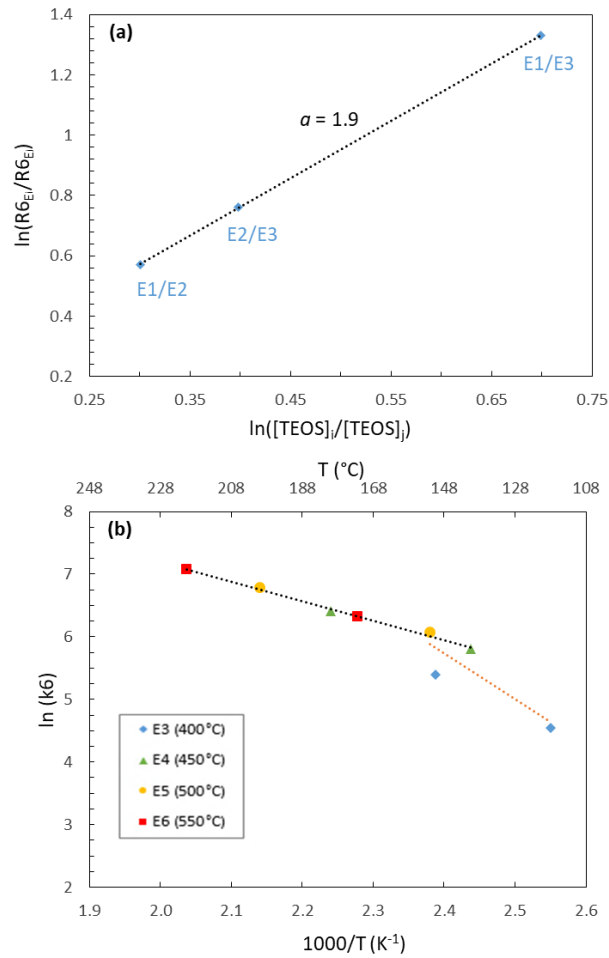 (a)
1.4
1.2
1
0.8
0.6
0.4
0.2
ln(R6Ei/R6Ei)
E1/E3
a = 1.9
E2/E3
E1/E2
0.25 0.35 0.45 0.55 0.65 0.75
ln([TEOS]i/[TEOS]j)
T (°C)
248 228 208 188 168 148 128 108
(b)
8
7
6
5
4
3
2
ln (k6)
E3 (400°C)
E4 (450°C)
E5 (500°C)
E6 (550°C)
1.9 2.0 2.1 2.2 2.3 2.4 2.5 2.6
1000/T (K-1)